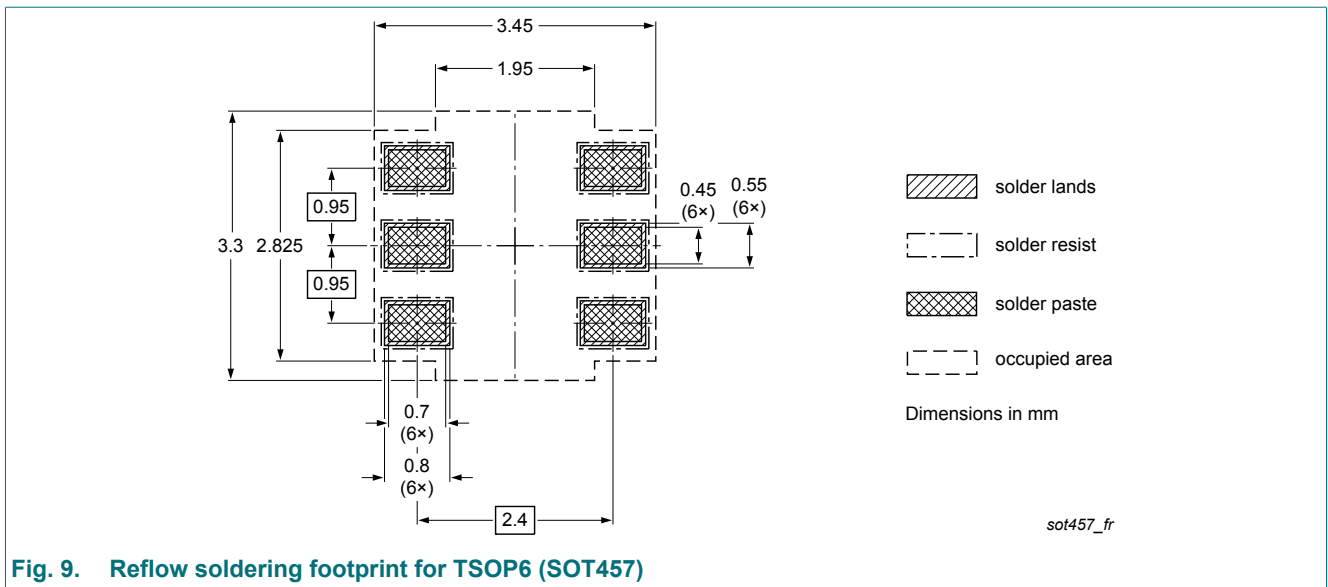 3.45
1.95
0.45
(6×)
0.55
(6×)
solder lands
0.95
3.3
2.825
solder resist
0.95
solder paste
occupied area
0.7
(6×)
Dimensions in mm
0.8
(6×)
2.4
sot457_fr
Fig. 9. Reflow soldering footprint for TSOP6 (SOT457)